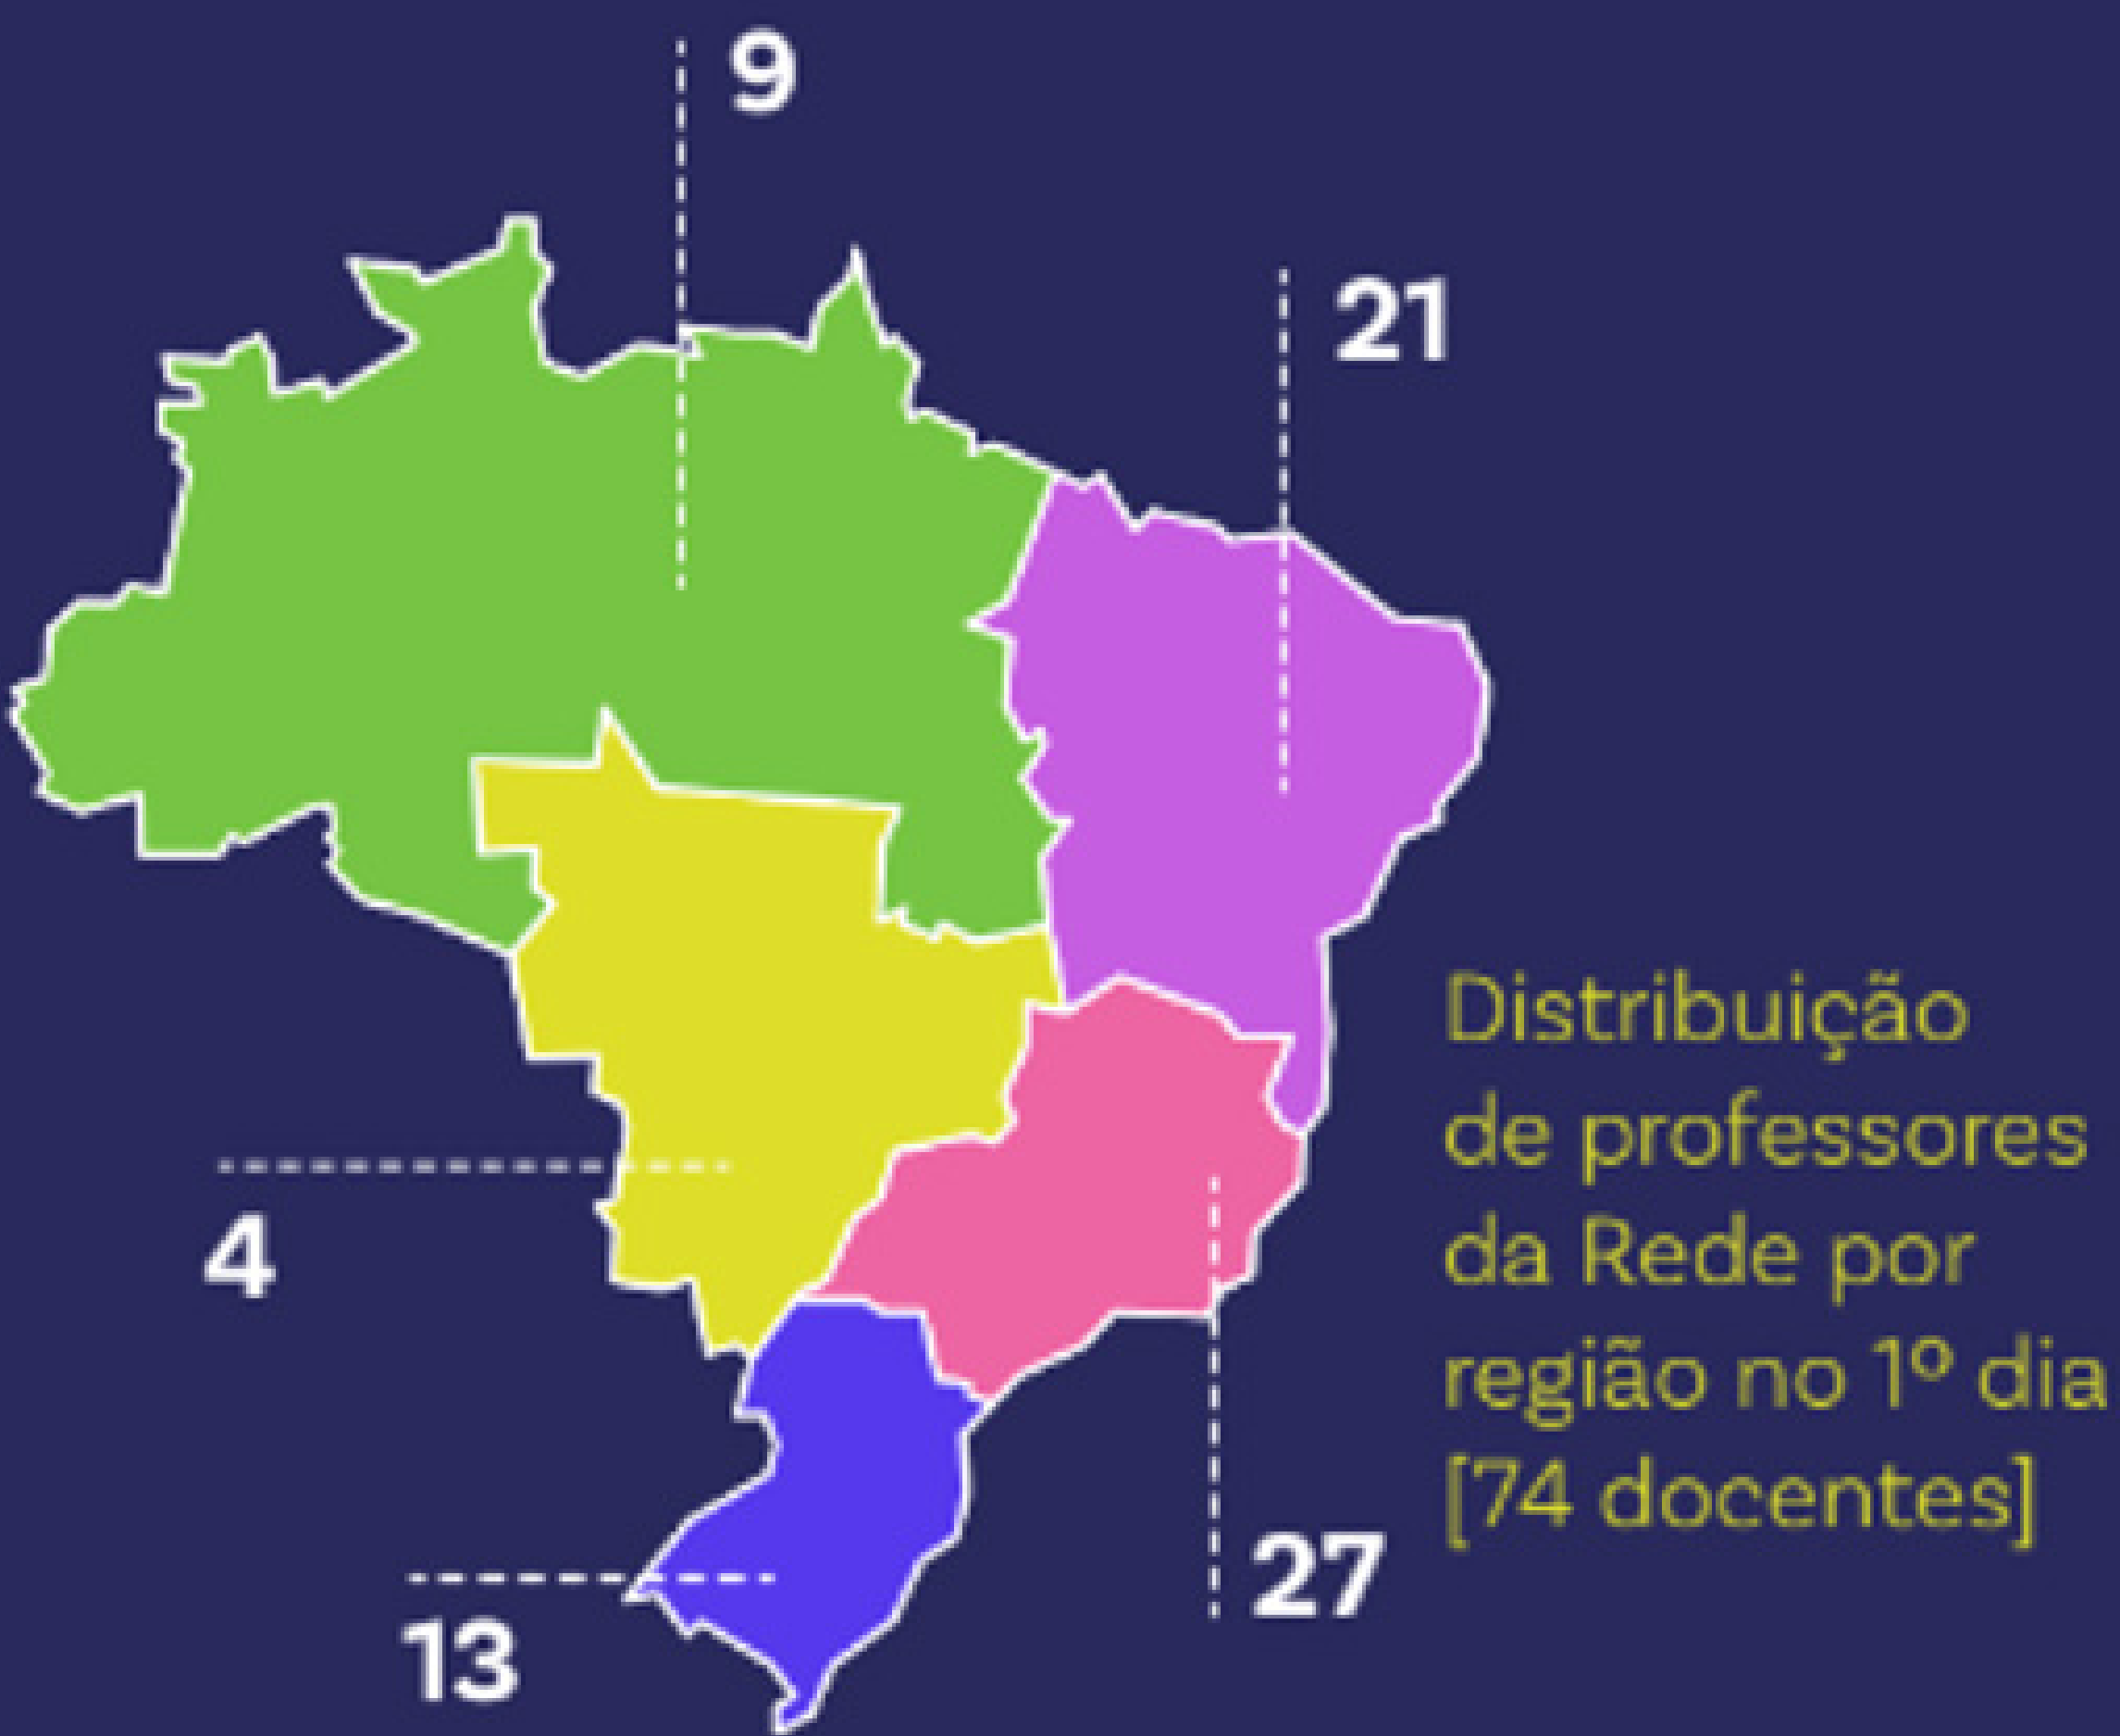 9
21
4
13
27
Distribuição
de professores
da Rede por
região no 1º dia
[74 docentes]